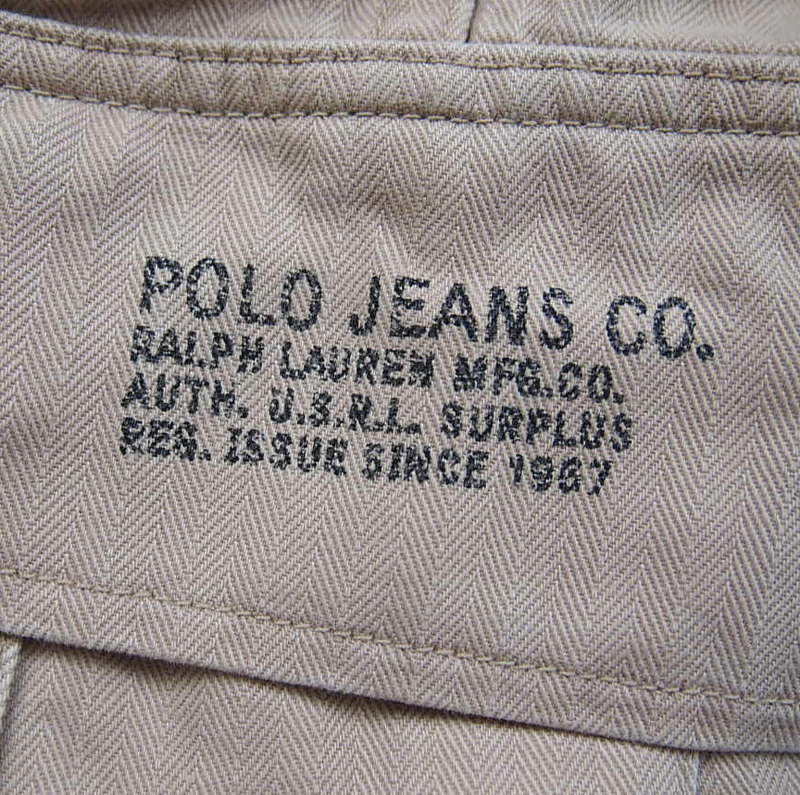 POLO JEANS CO.
RALPH LAUREN MFG.CO.
AUTH. U.S.R.L. SURPLUS
REG. ISSUE SINCE 1967